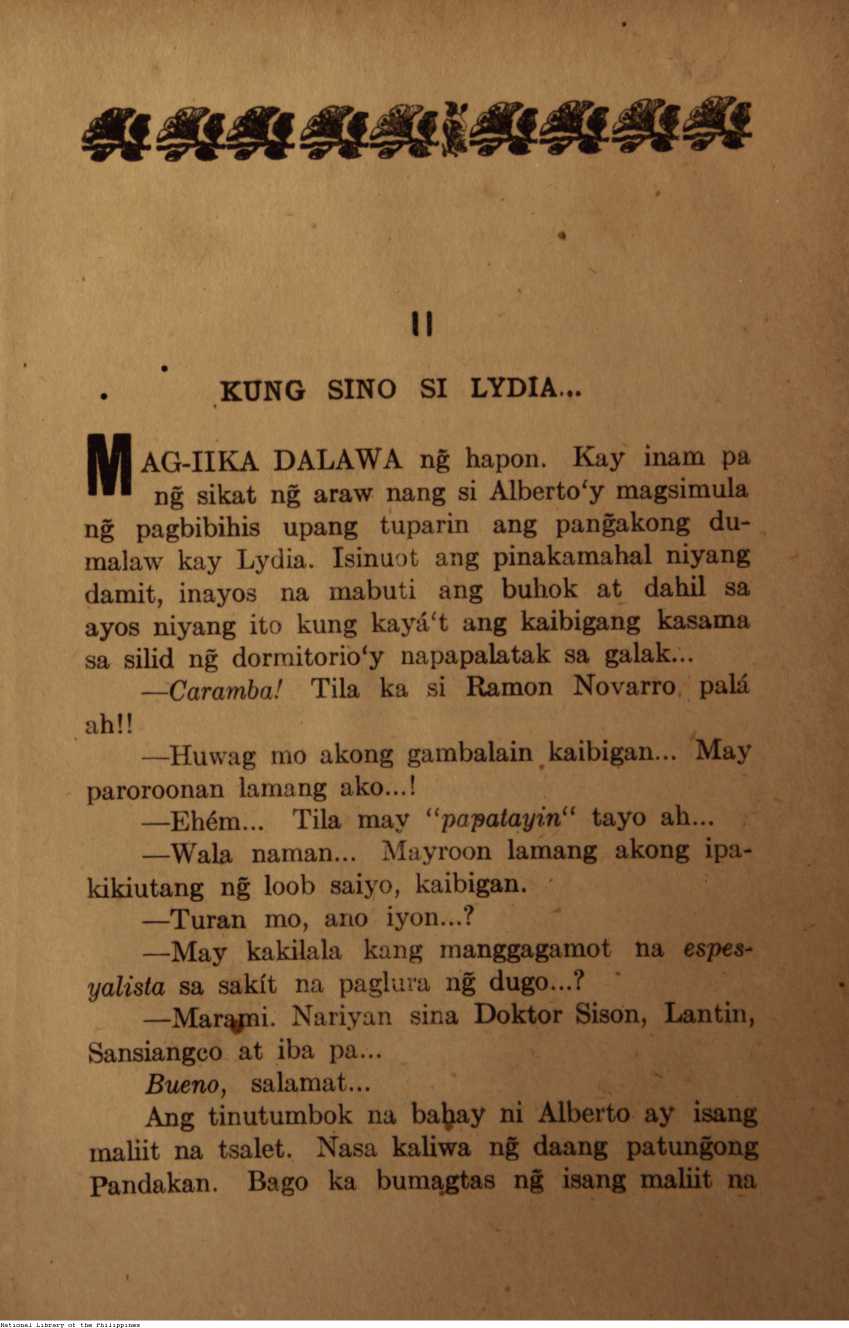 II
KUNG SINO SI LYDIA...
MAG-IIKA DALAWA ng̃ hapon. Kay inam pa
ng̃ sikat ng̃ araw nang si Alberto‘y magsimula
ng̃ pagbibihis upang tuparin ang pang̃akong du-
malaw kay Lydia. Isinuot ang pinakamahal niyang
damit, inayos na mabuti ang buhok at dahil sa
ayos niyang ito kung kayá‘t ang kaibigang kasama
sa silid ng̃ dormitorio‘y napapalatak sa galak...
—Caramba! Tila ka si Ramon Novarro palá
ah!!
—Huwag mo akong gambalain kaibigan... May
paroroonan lamang ako...!
—Ehém... Tila may “papatayin“ tayo ah...
—Wala naman... Mayroon lamang akong ipa-
kikiutang ng̃ loob saiyo, kaibigan.
—Turan mo, ano iyon...?
—May kakilala kang manggagamot na espes-
yalista sa sakít na paglura ng̃ dugo...?
—Marami. Nariyan sina Doktor Sison, Lantin,
Sansiangco at iba pa...
Bueno, salamat...
Ang tinutumbok na bahay ni Alberto ay isang
maliit na tsalet. Nasa kaliwa ng̃ daang patung̃ong
Pandakan. Bago ka bumagtas ng̃ isang maliit na
National Library of the Philippines